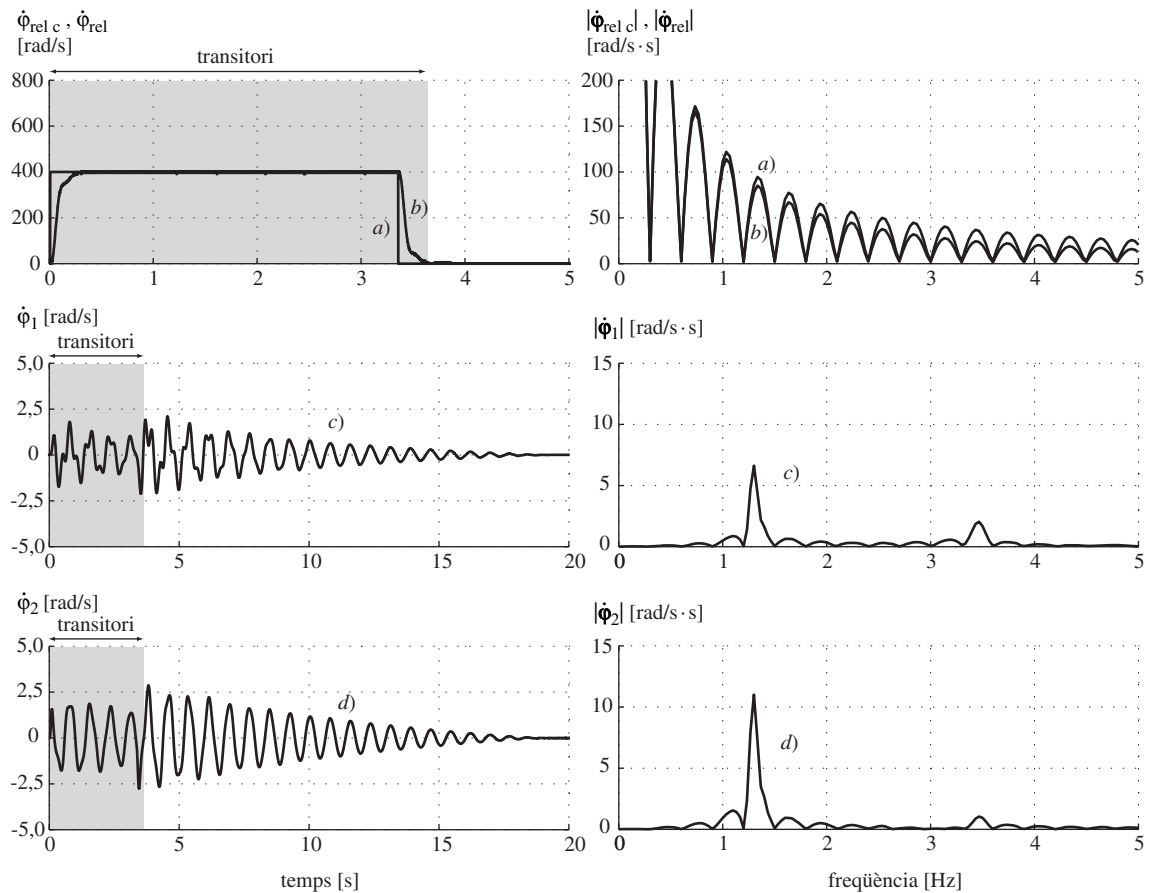 φ̇rel c , φ̇rel
[rad/s]
transitori
800
600
400
200
0
a)
b)
0 1 2 3 4 5
|φ̇rel c| , |φ̇rel|
[rad/s·s]
200
150
100
50
0
a)
b)
0 1 2 3 4 5
φ̇1 [rad/s]
transitori
5,0
2,5
0
-2,5
-5,0
c)
0 5 10 15 20
|φ̇1| [rad/s·s]
15
10
5
0
c)
0 1 2 3 4 5
φ̇2 [rad/s]
transitori
5,0
2,5
0
-2,5
-5,0
d)
0 5 10 15 20
temps [s]
|φ̇2| [rad/s·s]
15
10
5
0
d)
0 1 2 3 4 5
freqüència [Hz]